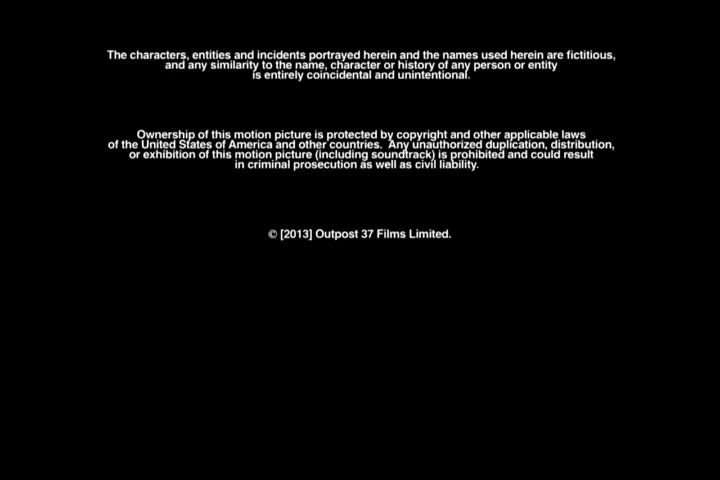 The characters, entities and incidents portrayed herein and the names used herein are fictitious,
and any similarity to the name, character or history of any person or entity
is entirely coincidental and unintentional.
Ownership of this motion picture is protected by copyright and other applicable laws
of the United States of America and other countries.  Any unauthorized duplication, distribution,
or exhibition of this motion picture (including soundtrack) is prohibited and could result
in criminal prosecution as well as civil liability.
© [2013] Outpost 37 Films Limited.